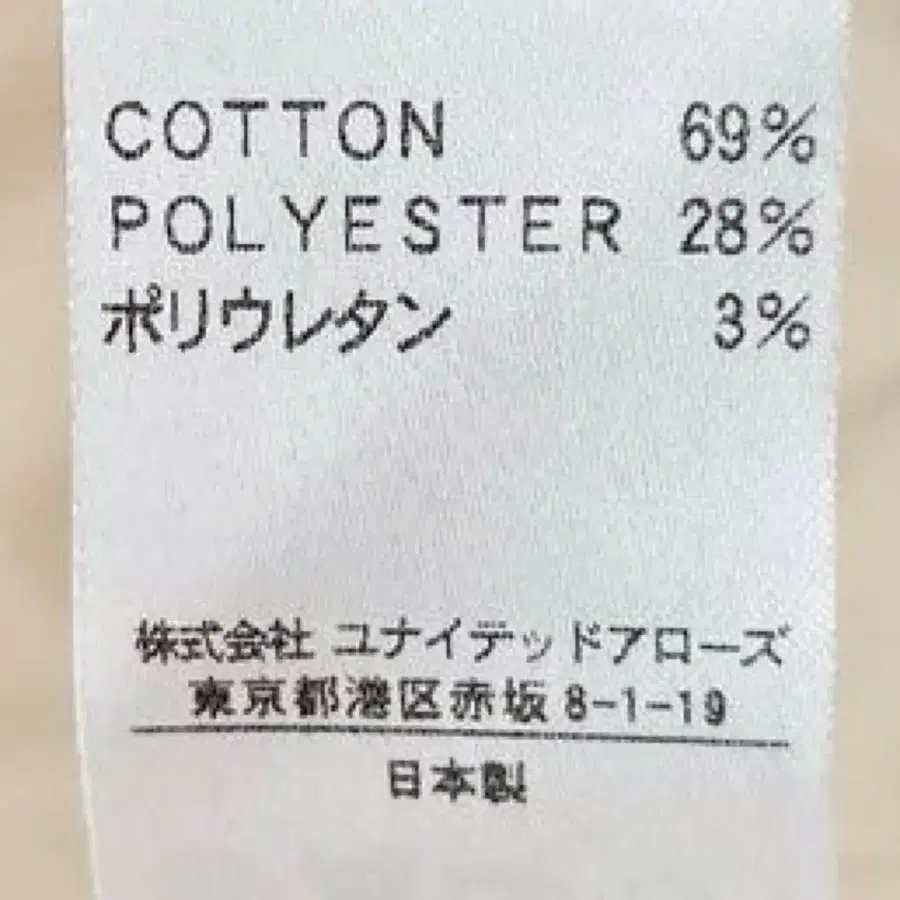 COTTON 69%
POLYESTER 28%
ポリウレタン 3%
株式会社 ユナイテッドアローズ
東京都港区赤坂 8-1-19
日本製